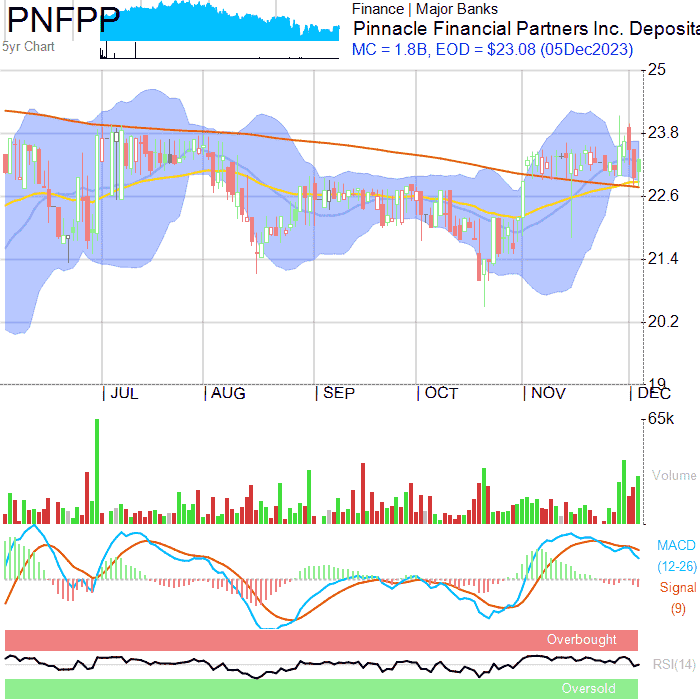 PNFPP
5yr Chart
Finance | Major Banks
Pinnacle Financial Partners Inc. Deposita
MC = 1.8B, EOD = $23.08 (05Dec2023)
25
23.8
22.6
21.4
20.2
19
| JUL | AUG | SEP | OCT | NOV | DEC
65k
Volume
MACD
(12-26)
Signal
(9)
Overbought
RSI(14)
Oversold